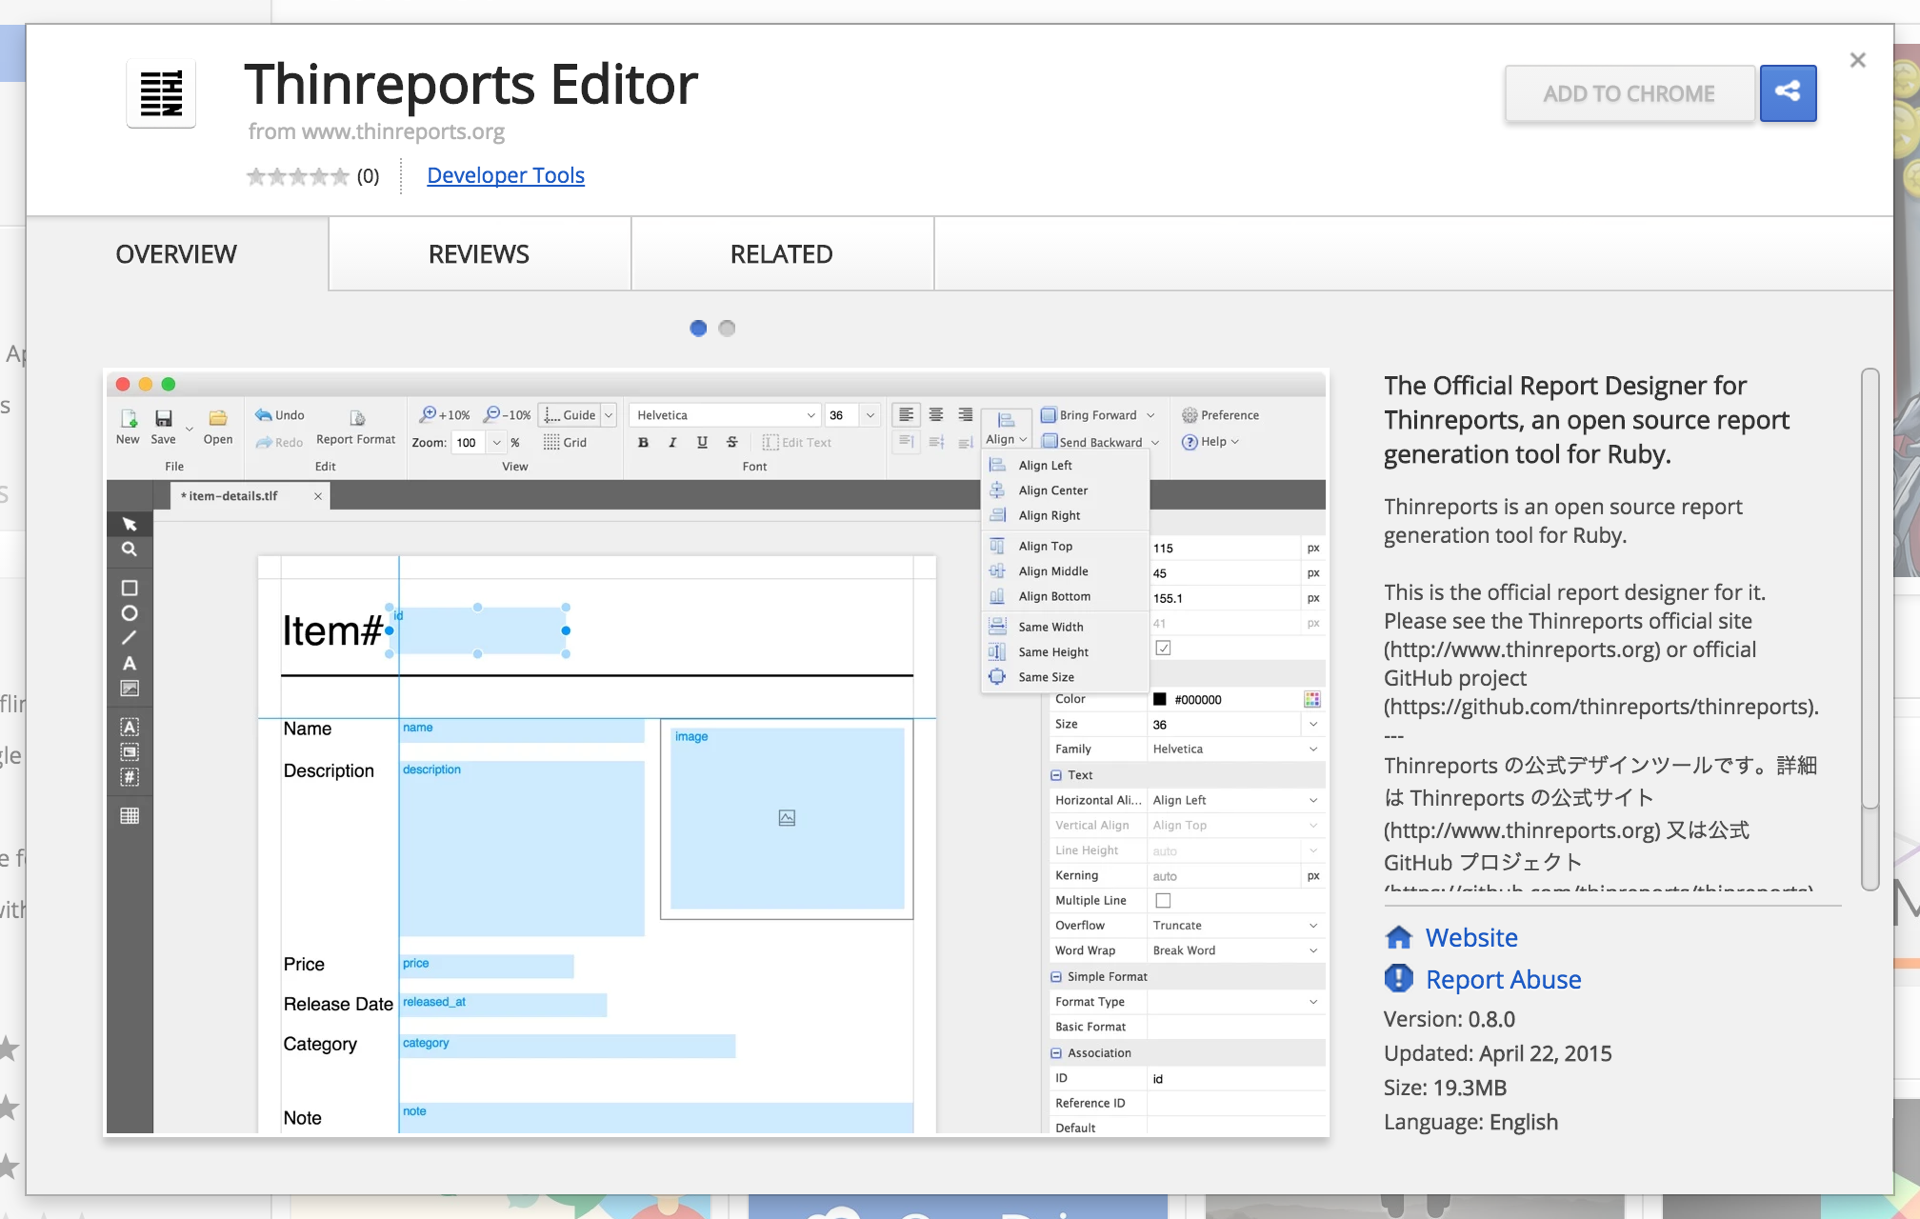 THIN
Thinreports Editor
from www.thinreports.org
(0)
Developer Tools
ADD TO CHROME
OVERVIEW
REVIEWS
RELATED
New
Save
Open
File
Undo
Redo
Report Format
Edit
+10%
-10%
Guide
Zoom:
100
%
Grid
View
Helvetica
36
B
I
U
S
Edit Text
Font
Align
Bring Forward
Send Backward
Preference
Help
Align Left
Align Center
Align Right
Align Top
Align Middle
Align Bottom
Same Width
Same Height
Same Size
* item-details.tlf
115 px
45 px
155.1 px
41 px
Item#
id
Name
name
image
Description
description
Price
price
Release Date
released_at
Category
category
Note
note
Color #000000
Size 36
Family Helvetica
Text
Horizontal Ali... Align Left
Vertical Align Align Top
Line Height auto
Kerning auto px
Multiple Line
Overflow Truncate
Word Wrap Break Word
Simple Format
Format Type
Basic Format
Association
ID id
Reference ID
Default
The Official Report Designer for
Thinreports, an open source report
generation tool for Ruby.
Thinreports is an open source report
generation tool for Ruby.
This is the official report designer for it.
Please see the Thinreports official site
(http://www.thinreports.org) or official
GitHub project
(https://github.com/thinreports/thinreports).
---
Thinreports の公式デザインツールです。詳細
は Thinreports の公式サイト
(http://www.thinreports.org) 又は公式
GitHub プロジェクト
(https://github.com/thinreports/thinreports)
Website
Report Abuse
Version: 0.8.0
Updated: April 22, 2015
Size: 19.3MB
Language: English